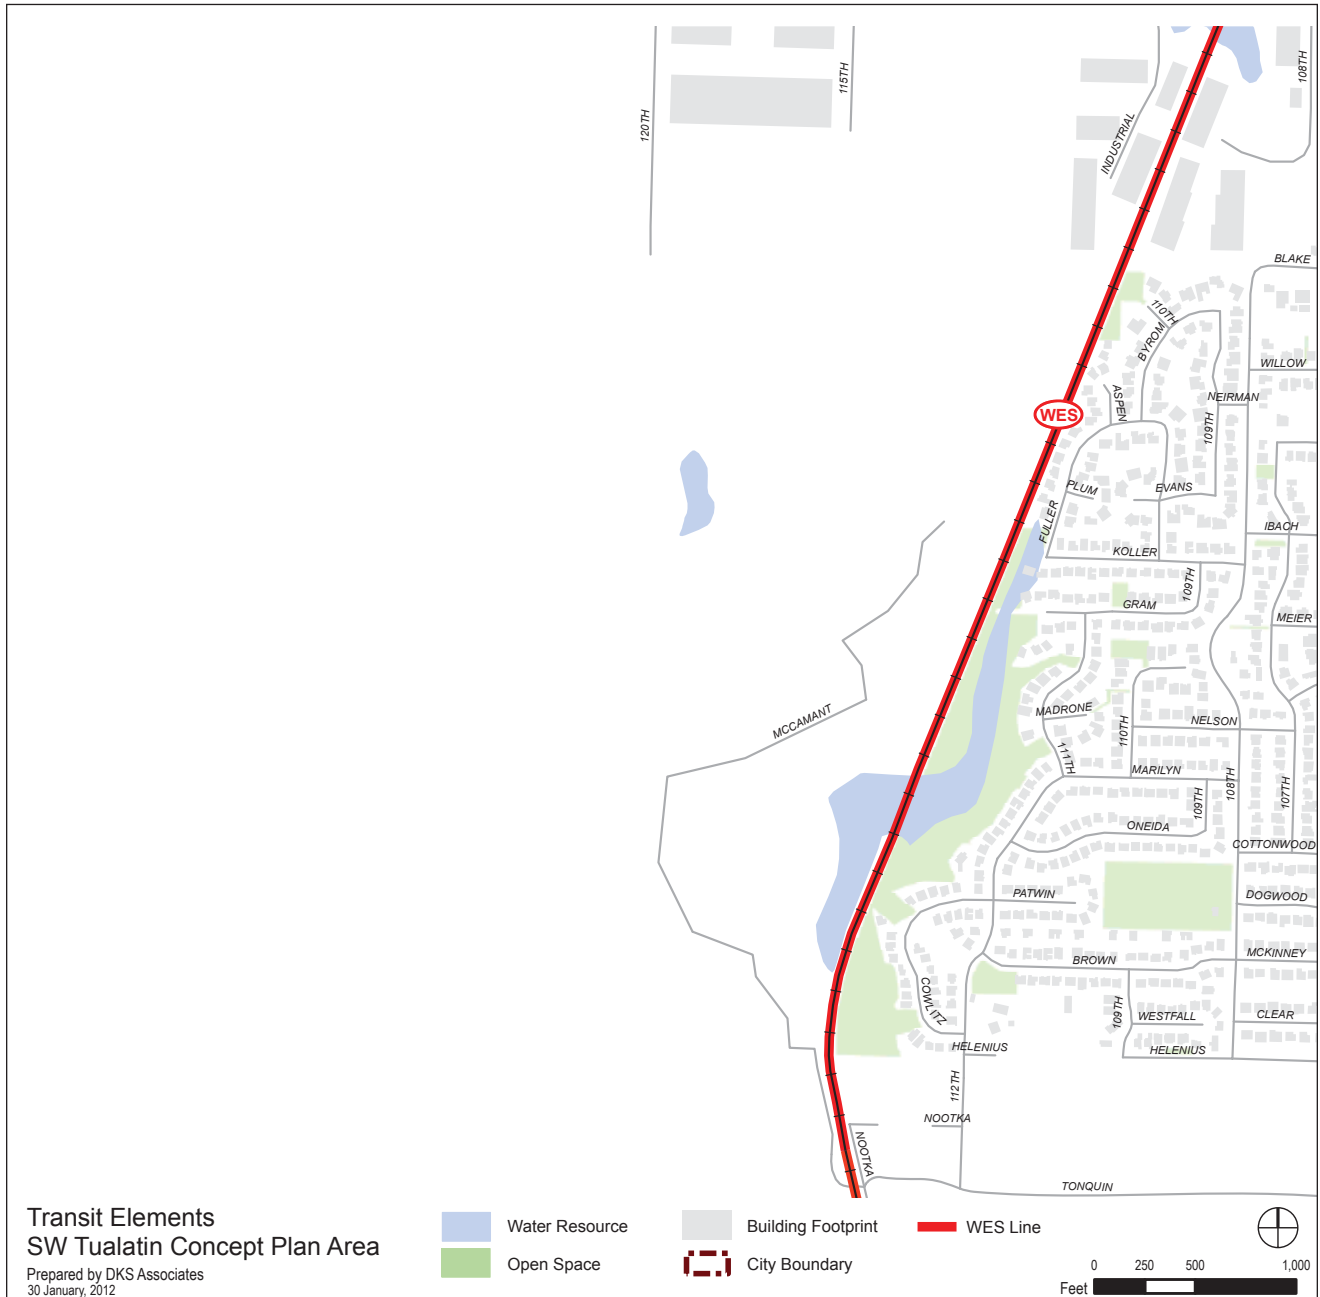 120TH
115TH
108TH
INDUSTRIAL
BLAKE
110TH
BYROM
WILLOW
ASPEN
NEIRMAN
WES
109TH
PLUM
EVANS
FULLER
IBACH
KOLLER
109TH
GRAM
MEIER
MCCAMANT
MADRONE
110TH
NELSON
111TH
MARILYN
108TH
109TH
107TH
ONEIDA
COTTONWOOD
PATWIN
DOGWOOD
BROWN
MCKINNEY
COWLITZ
109TH
WESTFALL
CLEAR
HELENIUS
HELENIUS
112TH
NOOTKA
NOOTKA
TONQUIN
Transit Elements
SW Tualatin Concept Plan Area
Prepared by DKS Associates
30 January, 2012
Water Resource
Open Space
Building Footprint
City Boundary
WES Line
0 250 500 1,000
Feet